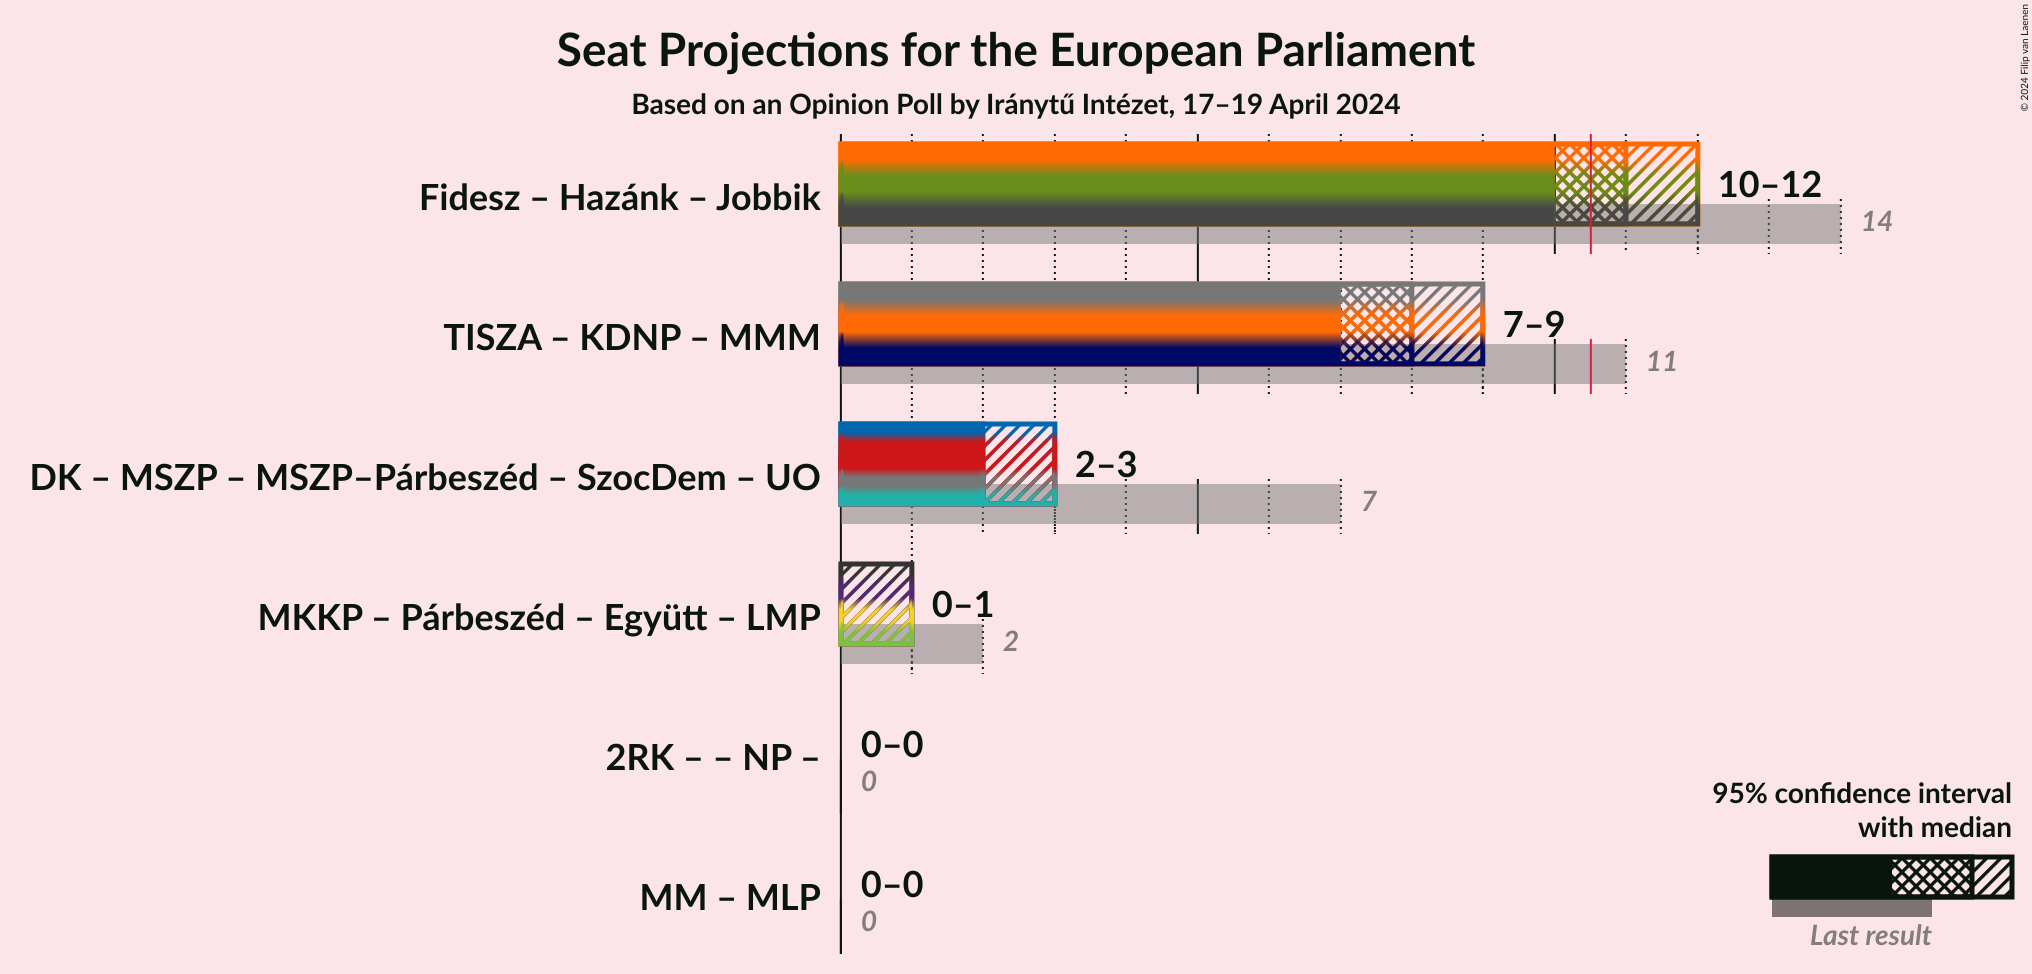 Seat Projections for the European Parliament
Based on an Opinion Poll by Iránytű Intézet, 17–19 April 2024
© 2024 Filip van Laenen
Fidesz – Hazánk – Jobbik
10–12
14
TISZA – KDNP – MMM
7–9
11
DK – MSZP – MSZP–Párbeszéd – SzocDem – UO
2–3
7
MKKP – Párbeszéd – Együtt – LMP
0–1
2
2RK – – NP –
0–0
0
MM – MLP
0–0
0
95% confidence interval
with median
Last result